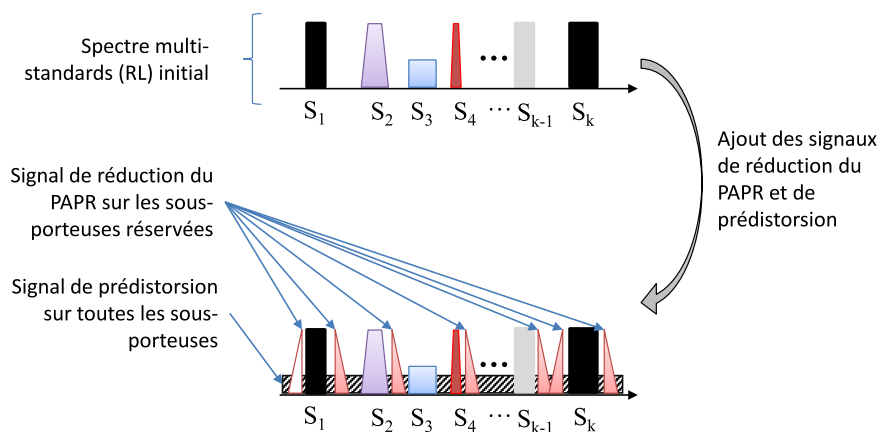 Spectre multi-
standards (RL) initial
S1 S2 S3 S4 ··· Sk-1 Sk
Ajout des signaux
de réduction du
PAPR et de
prédistorsion
Signal de réduction du
PAPR sur les sous-
porteuses réservées
Signal de prédistorsion
sur toutes les sous-
porteuses
S1 S2 S3 S4 ··· Sk-1 Sk